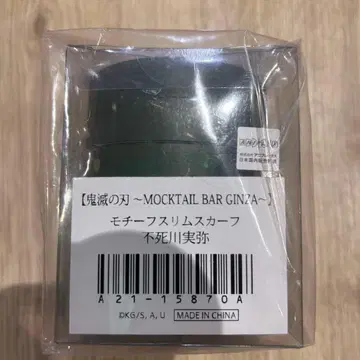 【鬼滅の刃 ～MOCKTAIL BAR GINZA～】
モチーフスリムスカーフ
不死川実弥
A21-15870A
©KG/S, A, U
MADE IN CHINA